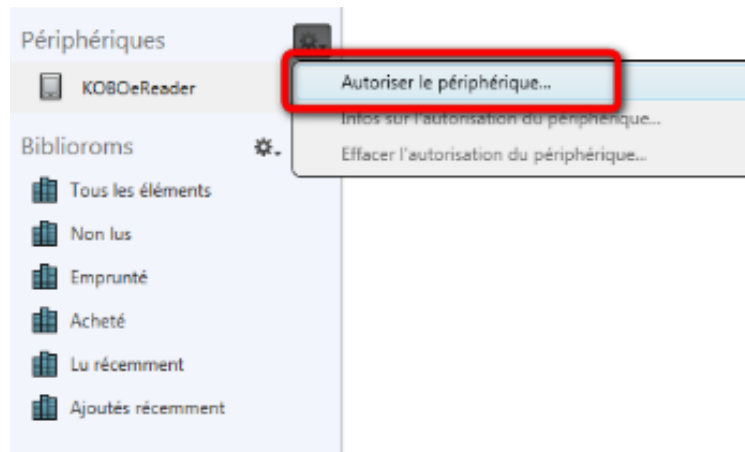 Périphériques
KOBOeReader
Autoriser le périphérique...
Infos sur l'autorisation du périphérique...
Effacer l'autorisation du périphérique...
Biblioroms
Tous les éléments
Non lus
Emprunté
Acheté
Lu récemment
Ajoutés récemment